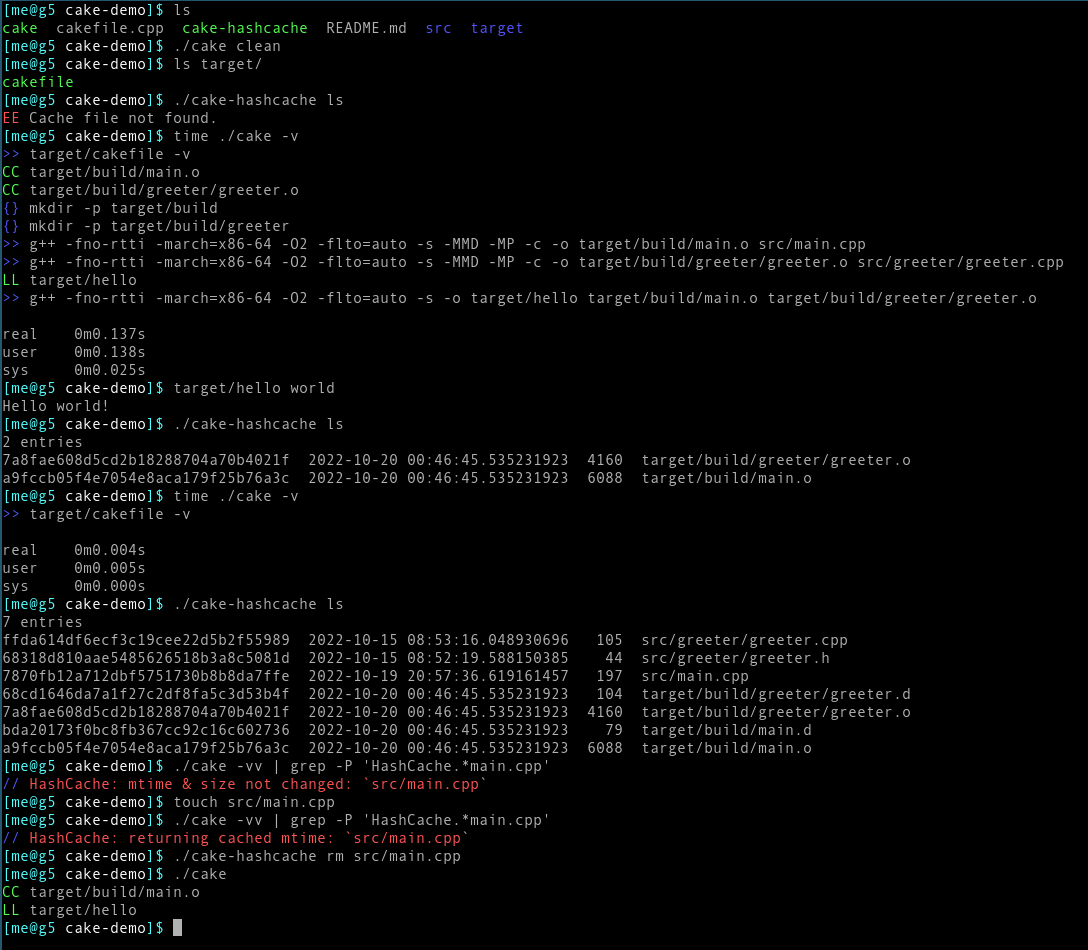 [me@g5 cake-demo]$ ls
cake  cakefile.cpp  cake-hashcache  README.md  src  target
[me@g5 cake-demo]$ ./cake clean
[me@g5 cake-demo]$ ls target/
cakefile
[me@g5 cake-demo]$ ./cake-hashcache ls
EE Cache file not found.
[me@g5 cake-demo]$ time ./cake -v
>> target/cakefile -v
CC target/build/main.o
CC target/build/greeter/greeter.o
{} mkdir -p target/build
{} mkdir -p target/build/greeter
>> g++ -fno-rtti -march=x86-64 -O2 -flto=auto -s -MMD -MP -c -o target/build/main.o src/main.cpp
>> g++ -fno-rtti -march=x86-64 -O2 -flto=auto -s -MMD -MP -c -o target/build/greeter/greeter.o src/greeter/greeter.cpp
LL target/hello
>> g++ -fno-rtti -march=x86-64 -O2 -flto=auto -s -o target/hello target/build/main.o target/build/greeter/greeter.o

real    0m0.137s
user    0m0.138s
sys     0m0.025s
[me@g5 cake-demo]$ target/hello world
Hello world!
[me@g5 cake-demo]$ ./cake-hashcache ls
2 entries
7a8fae608d5cd2b18288704a70b4021f  2022-10-20 00:46:45.535231923  4160  target/build/greeter/greeter.o
a9fccb05f4e7054e8aca179f25b76a3c  2022-10-20 00:46:45.535231923  6088  target/build/main.o
[me@g5 cake-demo]$ time ./cake -v
>> target/cakefile -v

real    0m0.004s
user    0m0.005s
sys     0m0.000s
[me@g5 cake-demo]$ ./cake-hashcache ls
7 entries
ffda614df6ecf3c19cee22d5b2f55989  2022-10-15 08:53:16.048930696   105  src/greeter/greeter.cpp
68318d810aae5485626518b3a8c5081d  2022-10-15 08:52:19.588150385    44  src/greeter/greeter.h
7870fb12a712dbf5751730b8b8da7ffe  2022-10-19 20:57:36.619161457   197  src/main.cpp
68cd1646da7a1f27c2df8fa5c3d53b4f  2022-10-20 00:46:45.535231923   104  target/build/greeter/greeter.d
7a8fae608d5cd2b18288704a70b4021f  2022-10-20 00:46:45.535231923  4160  target/build/greeter/greeter.o
bda20173f0bc8fb367cc92c16c602736  2022-10-20 00:46:45.535231923    79  target/build/main.d
a9fccb05f4e7054e8aca179f25b76a3c  2022-10-20 00:46:45.535231923  6088  target/build/main.o
[me@g5 cake-demo]$ ./cake -vv | grep -P 'HashCache.*main.cpp'
// HashCache: mtime & size not changed: `src/main.cpp`
[me@g5 cake-demo]$ touch src/main.cpp
[me@g5 cake-demo]$ ./cake -vv | grep -P 'HashCache.*main.cpp'
// HashCache: returning cached mtime: `src/main.cpp`
[me@g5 cake-demo]$ ./cake-hashcache rm src/main.cpp
[me@g5 cake-demo]$ ./cake
CC target/build/main.o
LL target/hello
[me@g5 cake-demo]$